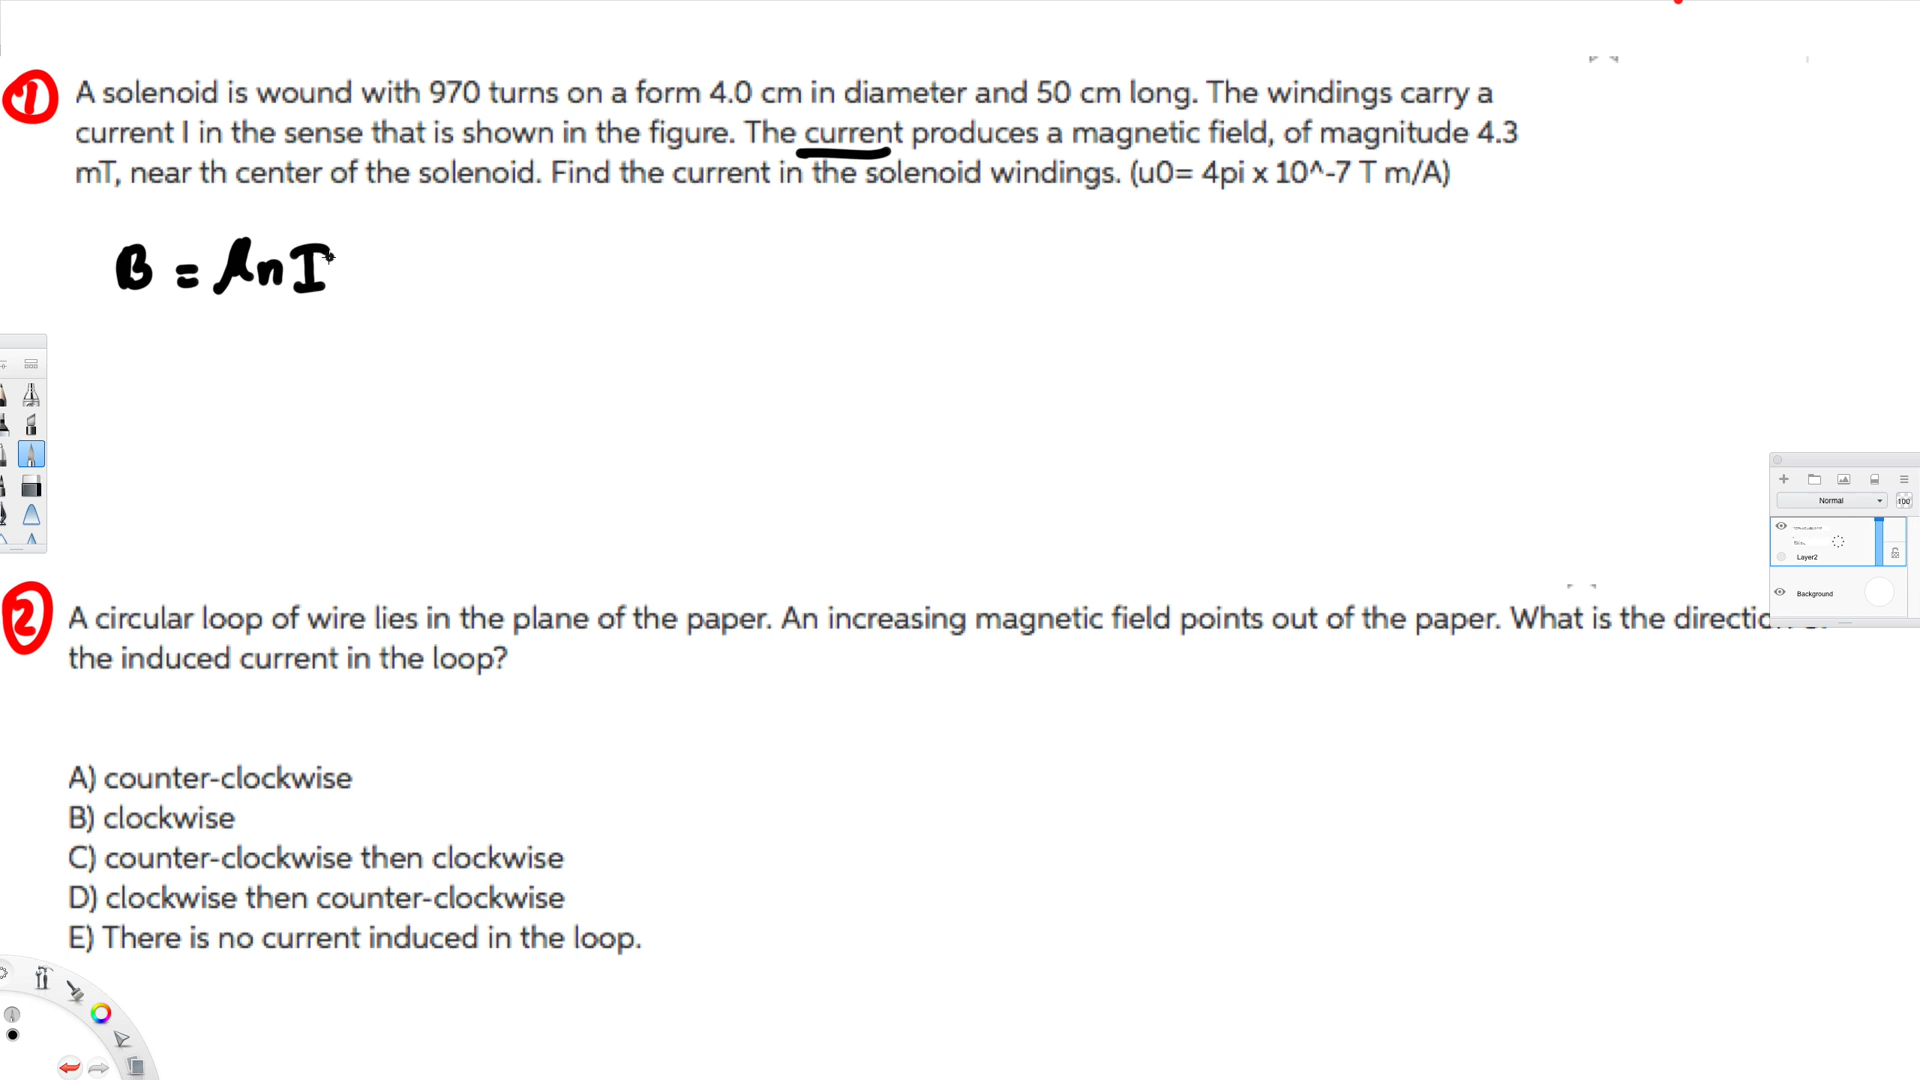 1 A solenoid is wound with 970 turns on a form 4.0 cm in diameter and 50 cm long. The windings carry a
current I in the sense that is shown in the figure. The current produces a magnetic field, of magnitude 4.3
mT, near th center of the solenoid. Find the current in the solenoid windings. (u0= 4pi x 10^-7 T m/A)
B = μnI
Normal
100
Layer2
Background
2 A circular loop of wire lies in the plane of the paper. An increasing magnetic field points out of the paper. What is the
the induced current in the loop?
A) counter-clockwise
B) clockwise
C) counter-clockwise then clockwise
D) clockwise then counter-clockwise
E) There is no current induced in the loop.